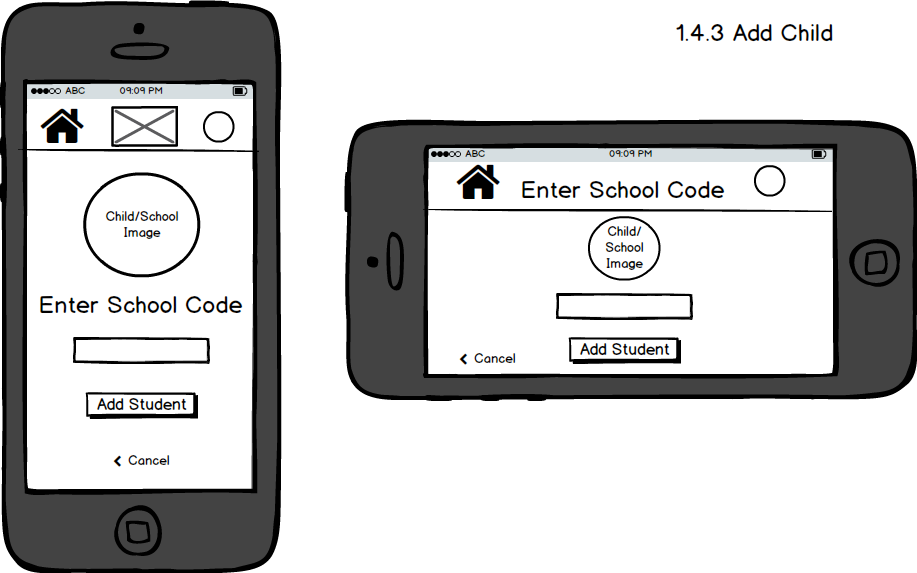 1.4.3 Add Child
ABC 09:09 PM
Child/School
Image
Enter School Code
Add Student
Cancel
ABC 09:09 PM
Enter School Code
Child/
School
Image
Add Student
Cancel